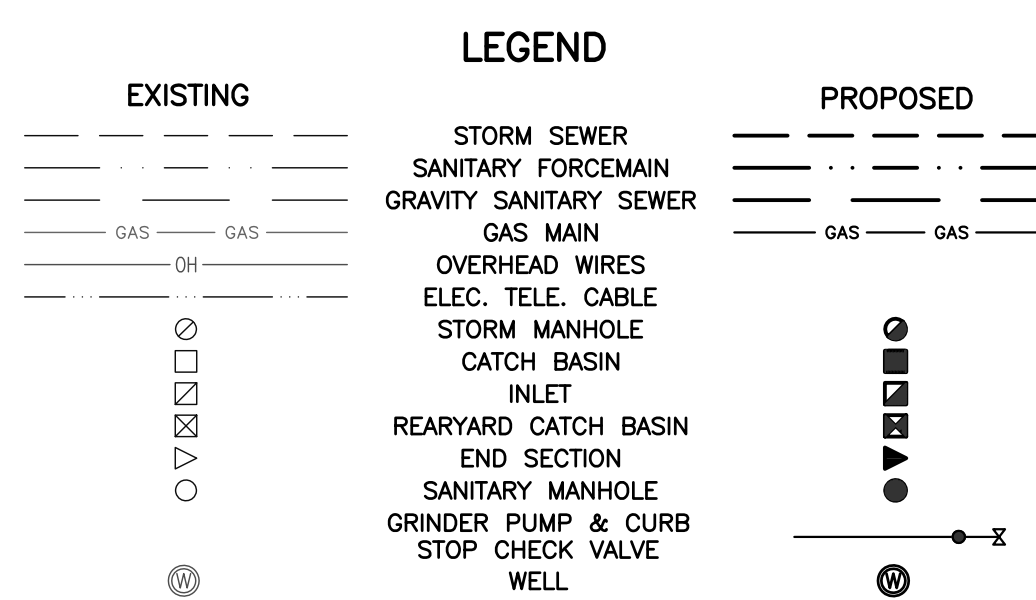 LEGEND
EXISTING PROPOSED
STORM SEWER
SANITARY FORCEMAIN
GRAVITY SANITARY SEWER
GAS GAS GAS MAIN GAS GAS
OH OVERHEAD WIRES
ELEC. TELE. CABLE
STORM MANHOLE
CATCH BASIN
INLET
REARYARD CATCH BASIN
END SECTION
SANITARY MANHOLE
GRINDER PUMP & CURB
STOP CHECK VALVE
W WELL W